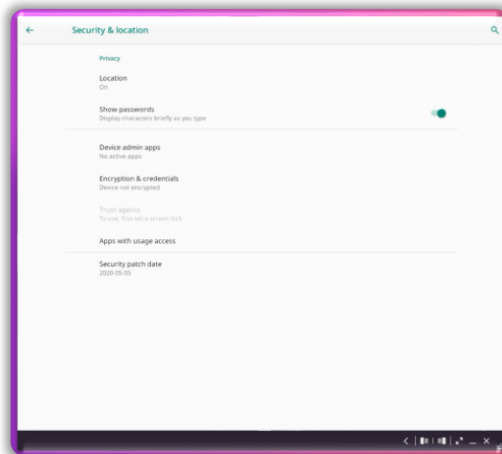 Security & location
Privacy
Location
On
Show passwords
Display characters briefly as you type
Device admin apps
No active apps
Encryption & credentials
Device not encrypted
Trust agents
To use, first set a screen lock
Apps with usage access
Security patch date
2020-05-05